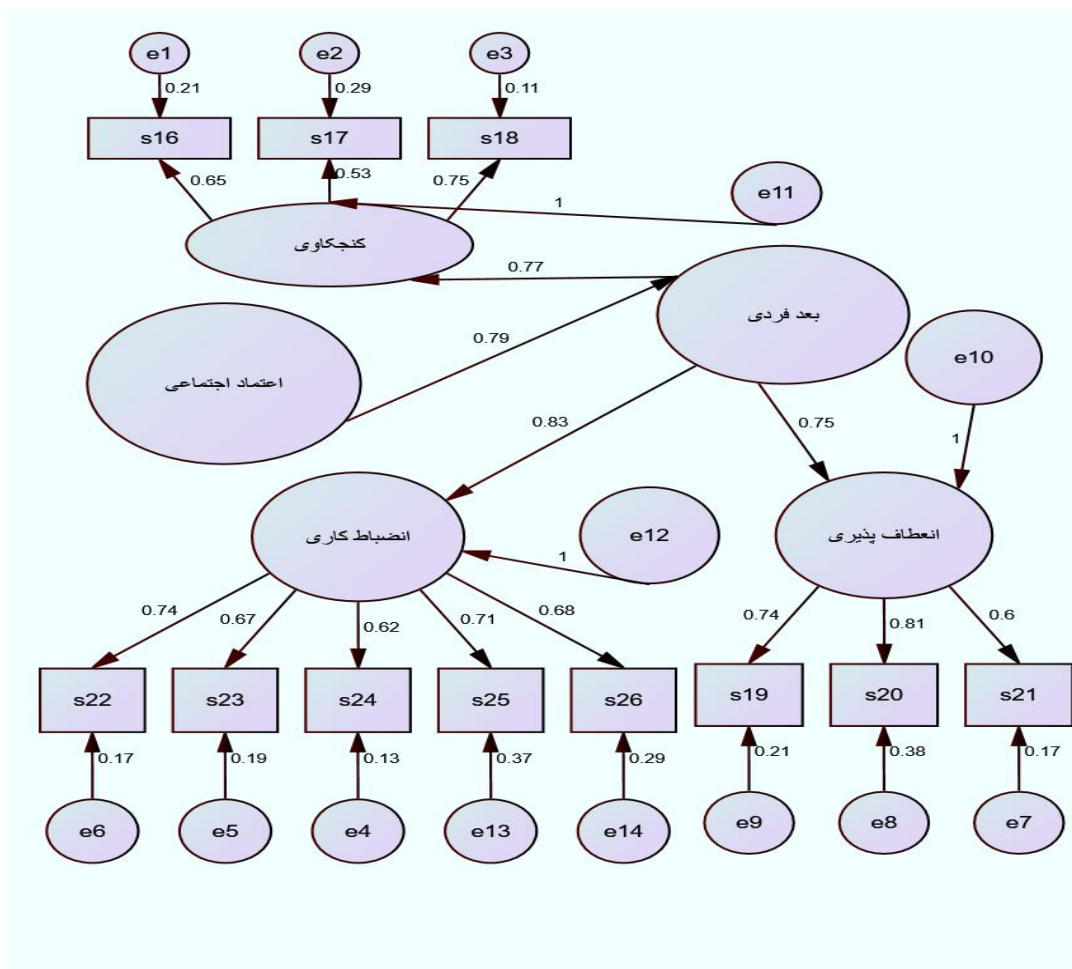 e1
e2
e3
0.21
0.29
0.11
s16
s17
s18
0.65
0.53
0.75
e11
1
کنجکاوی
0.77
بعد فردی
0.79
e10
اعتماد اجتماعی
0.83
0.75
1
انضباط کاری
e12
1
انعطاف پذیری
0.74
0.67
0.62
0.71
0.68
0.74
0.81
0.6
s22
s23
s24
s25
s26
s19
s20
s21
0.17
0.19
0.13
0.37
0.29
0.21
0.38
0.17
e6
e5
e4
e13
e14
e9
e8
e7